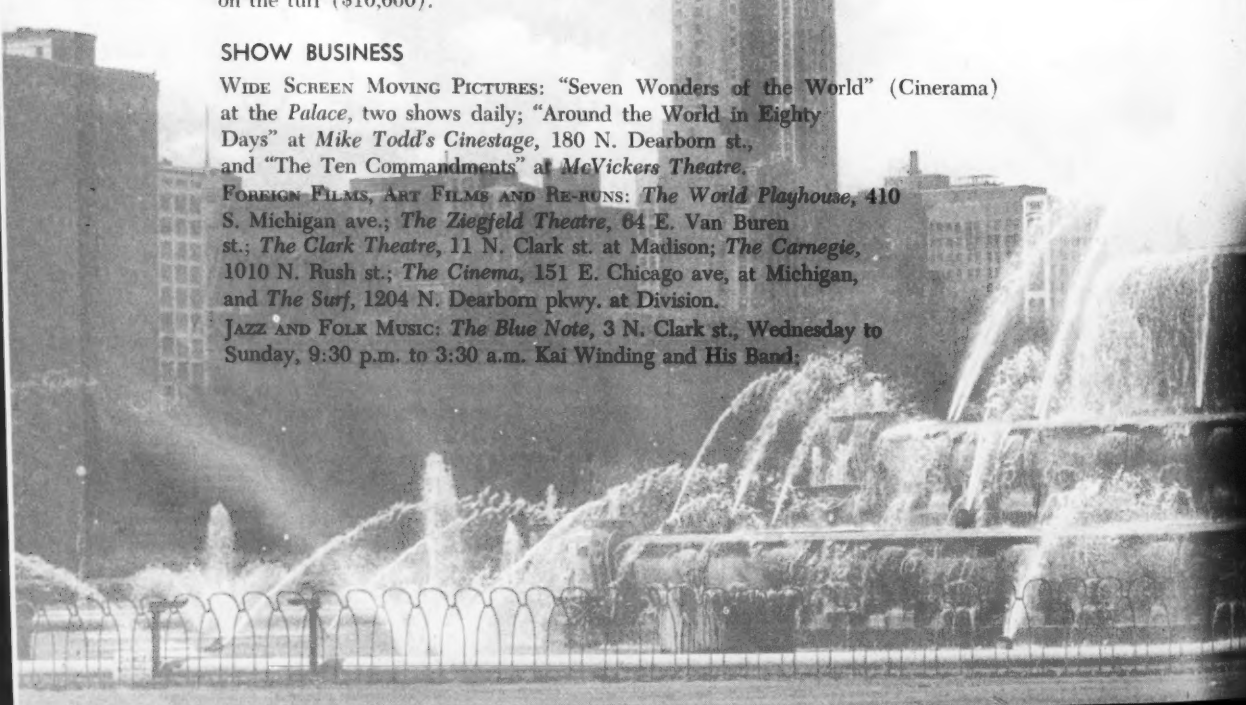 on the turf ($10,000).
SHOW BUSINESS
WIDE SCREEN MOVING PICTURES: “Seven Wonders of the World” (Cinerama)
at the Palace, two shows daily; “Around the World in Eighty
Days” at Mike Todd's Cinestage, 180 N. Dearborn st.,
and “The Ten Commandments” at McVickers Theatre.
FOREIGN FILMS, ART FILMS AND RE-RUNS: The World Playhouse, 410
S. Michigan ave.; The Ziegfeld Theatre, 64 E. Van Buren
st.; The Clark Theatre, 11 N. Clark st. at Madison; The Carnegie,
1010 N. Rush st.; The Cinema, 151 E. Chicago ave, at Michigan,
and The Surf, 1204 N. Dearborn pkwy. at Division.
JAZZ AND FOLK MUSIC: The Blue Note, 3 N. Clark st., Wednesday to
Sunday, 9:30 p.m. to 3:30 a.m. Kai Winding and His Band;